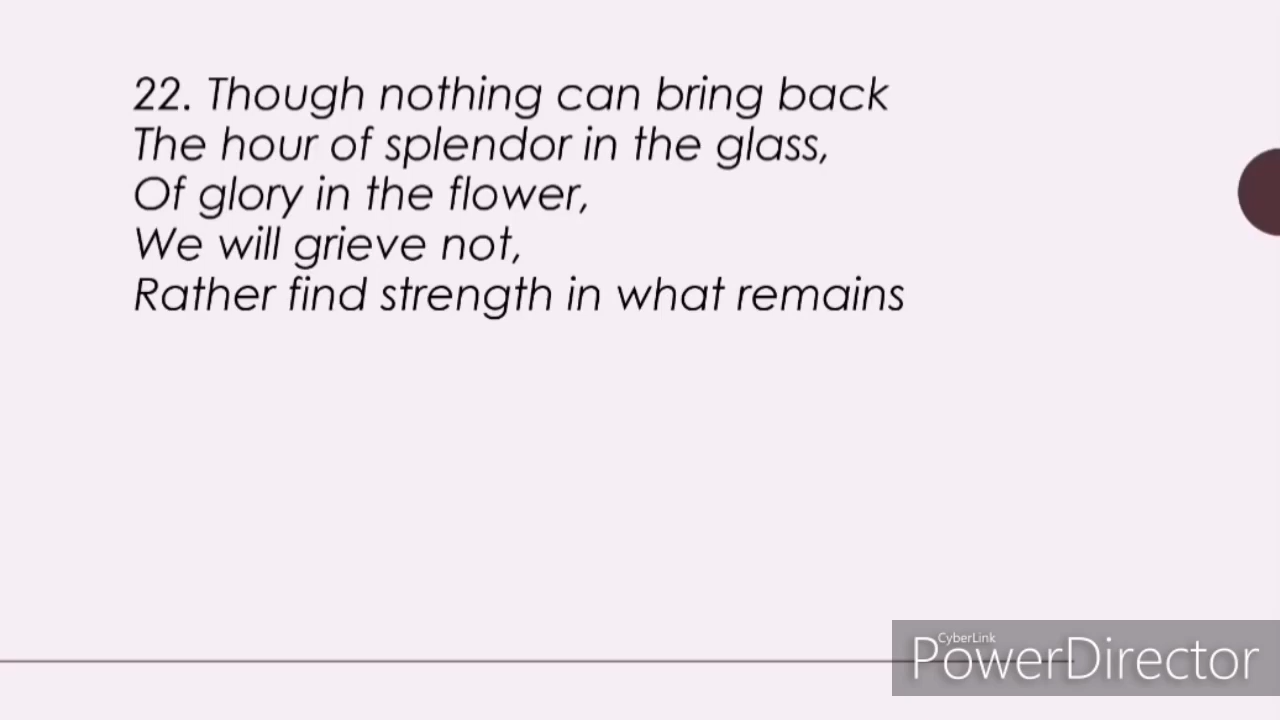 22. Though nothing can bring back
The hour of splendor in the glass,
Of glory in the flower,
We will grieve not,
Rather find strength in what remains
CyberLink
PowerDirector